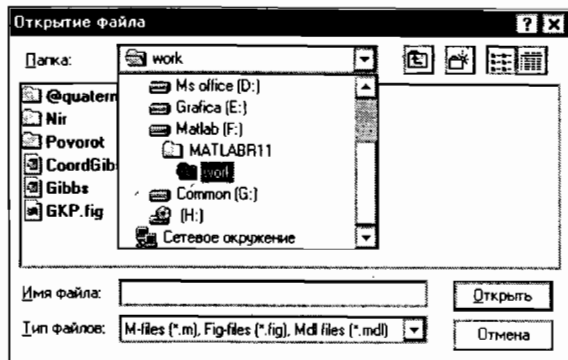 Открытие файла
Папка:
work
Ms office (D:)
Grafica (E:)
Matlab (F:)
MATLABR11
work
Common (G:)
(H:)
Сетевое окружение
@quatern
Nir
Povorot
CoordGib
Gibbs
GKP.fig
Имя файла:
Открыть
Тип файлов:
M-files (*.m), Fig-files (*.fig), Mdl files (*.mdl)
Отмена